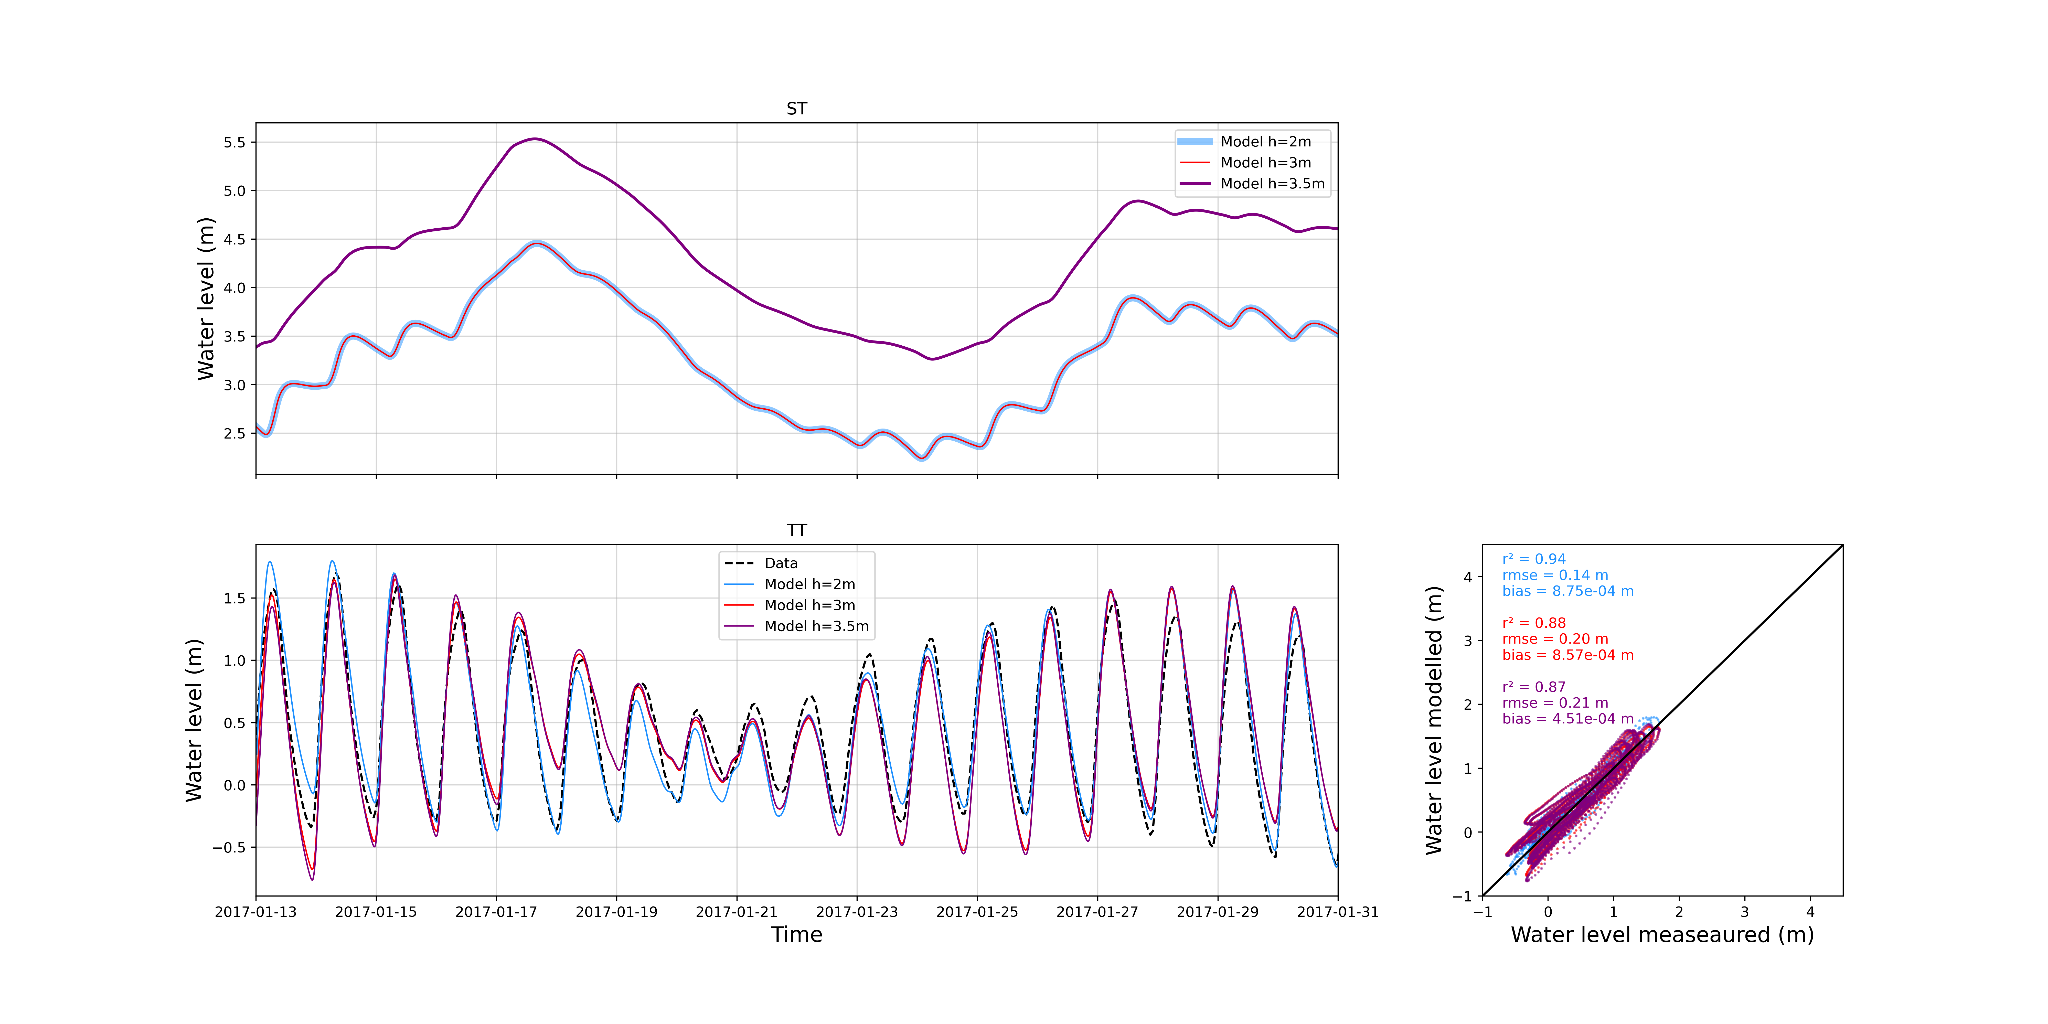 ST
5.5
5.0
4.5
4.0
3.5
3.0
2.5
Water level (m)
Model h=2m
Model h=3m
Model h=3.5m
TT
1.5
1.0
0.5
0.0
−0.5
Water level (m)
Data
Model h=2m
Model h=3m
Model h=3.5m
2017-01-13 2017-01-15 2017-01-17 2017-01-19 2017-01-21 2017-01-23 2017-01-25 2017-01-27 2017-01-29 2017-01-31
Time
r² = 0.94
rmse = 0.14 m
bias = 8.75e-04 m
r² = 0.88
rmse = 0.20 m
bias = 8.57e-04 m
r² = 0.87
rmse = 0.21 m
bias = 4.51e-04 m
4
3
2
1
0
−1
Water level modelled (m)
−1 0 1 2 3 4
Water level meseaured (m)